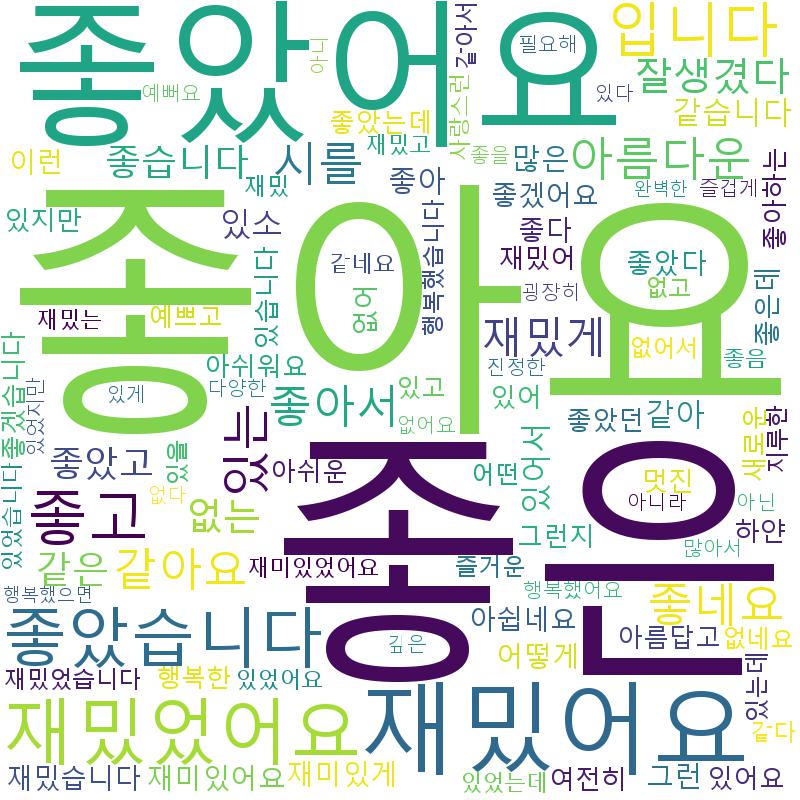 좋았어요
같아서
필요해
입니다
아니
예뻐요
있다
잘생겼다
사랑스런
같습니다
좋았는데
재밌고
이런
좋습니다
시를
좋을
많은
아름다운
재밌
좋아
좋겠어요
완벽한
즐겁게
좋아하는
있지만
있소
행복했습니다
좋다
좋아요
같네요
재밌어
좋았다
있습니다
없어
굉장히
없고
좋은데
재밌는
예쁘고
재밌게
없어서
좋겠습니다
아쉬워요
진정한
좋음
있었지만
있게
다양한
좋아서
있고
있어
없어요
좋았던
같아
새로운
지루한
좋았고
있을
있는
아쉬운
좋은
어떤
있어서
멋진
있었습니다
좋고
없다
없는
아니라
아닌
그런지
하얀
많아서
같은
같아요
재미있었어요
즐거운
행복했으면
행복했어요
좋네요
좋았습니다
깊은
아쉽네요
아름답고
없네요
어떻게
재밌었습니다
행복한
있었어요
있는데
재밌었어요
재밌어요
같다
재밌습니다
재미있어요
재미있게
있었는데
여전히
그런
있어요